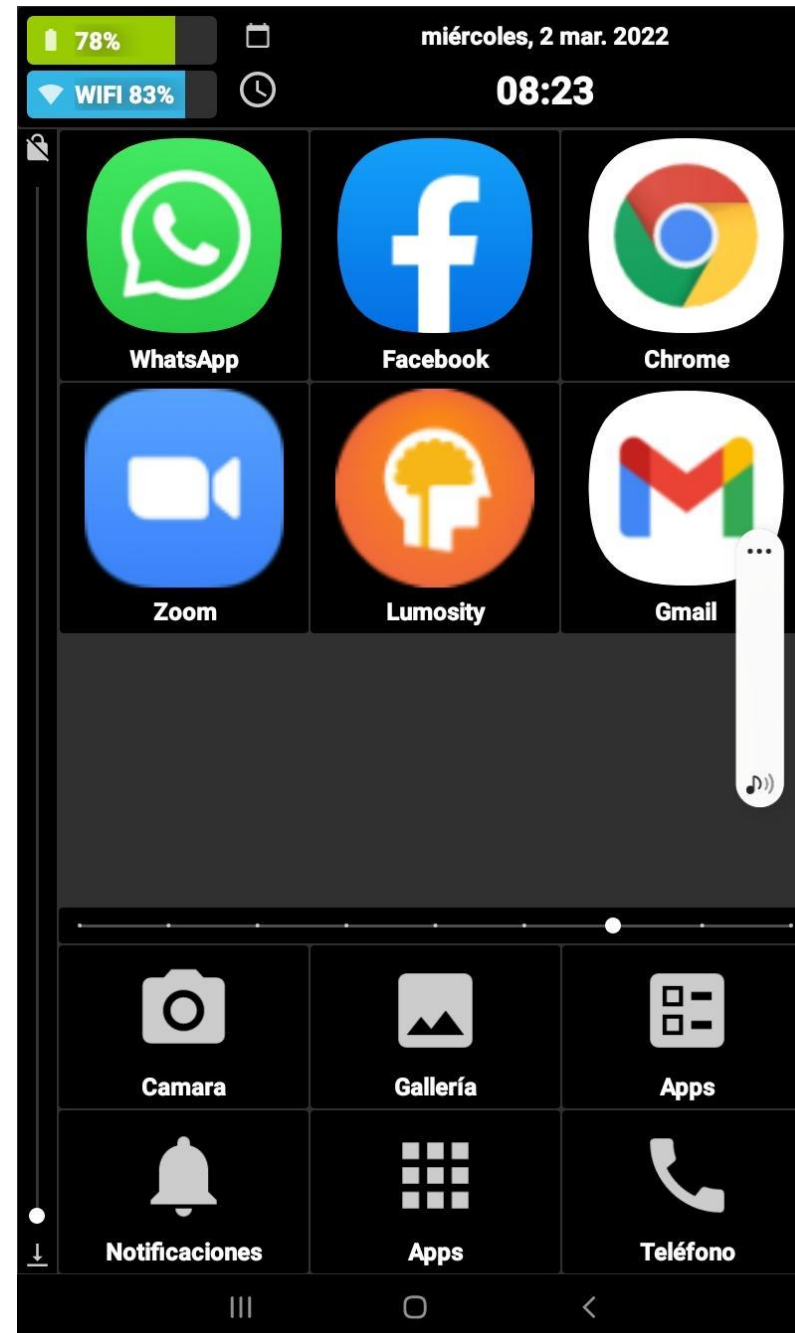 78%
miércoles, 2 mar. 2022
WIFI 83%
08:23
WhatsApp
Facebook
Chrome
Zoom
Lumosity
Gmail
Camara
Gallería
Apps
Notificaciones
Apps
Teléfono